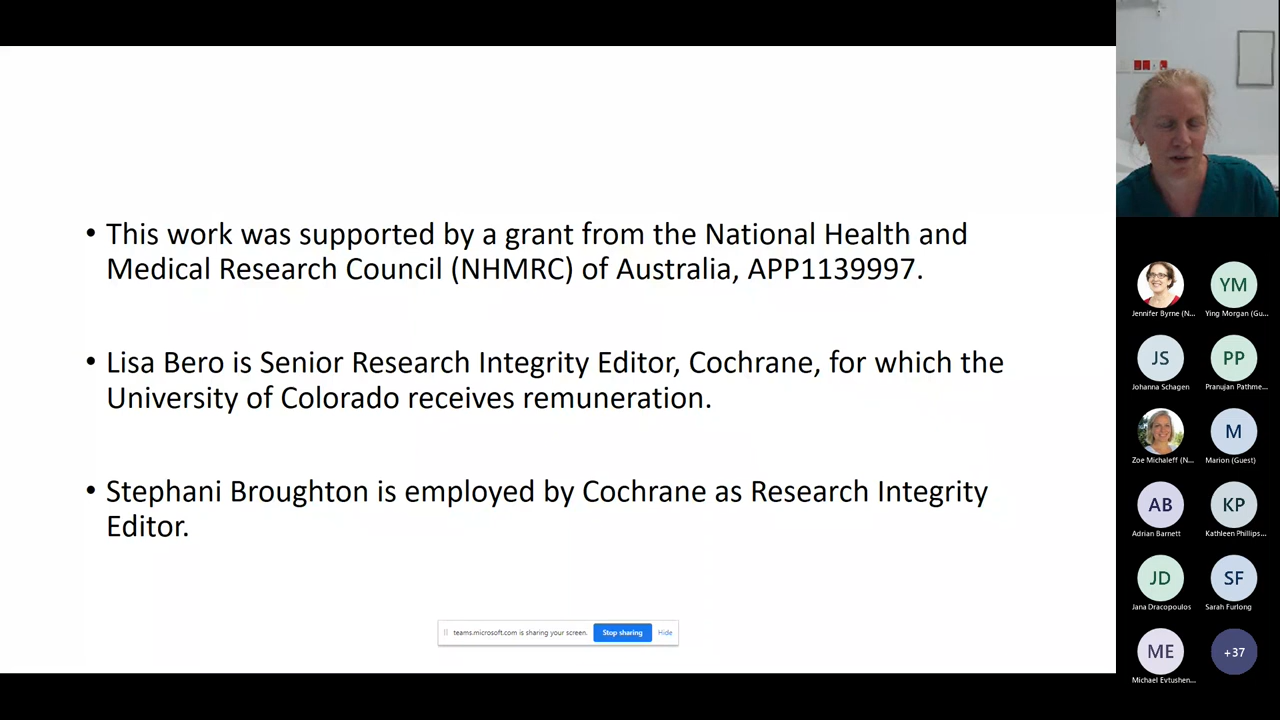 • This work was supported by a grant from the National Health and
Medical Research Council (NHMRC) of Australia, APP1139997.
• Lisa Bero is Senior Research Integrity Editor, Cochrane, for which the
University of Colorado receives remuneration.
• Stephani Broughton is employed by Cochrane as Research Integrity
Editor.
teams.microsoft.com is sharing your screen. Stop sharing Hide
Jennifer Byrne (N...
YM
Ying Morgan (Gu...
JS
Johanna Schagen
PP
Pranujan Pathme...
Zoe Michaleff (N...
M
Marion (Guest)
AB
Adrian Barnett
KP
Kathleen Phillips...
JD
Jana Dracopoulos
SF
Sarah Furlong
ME
Michael Evtushen...
+37